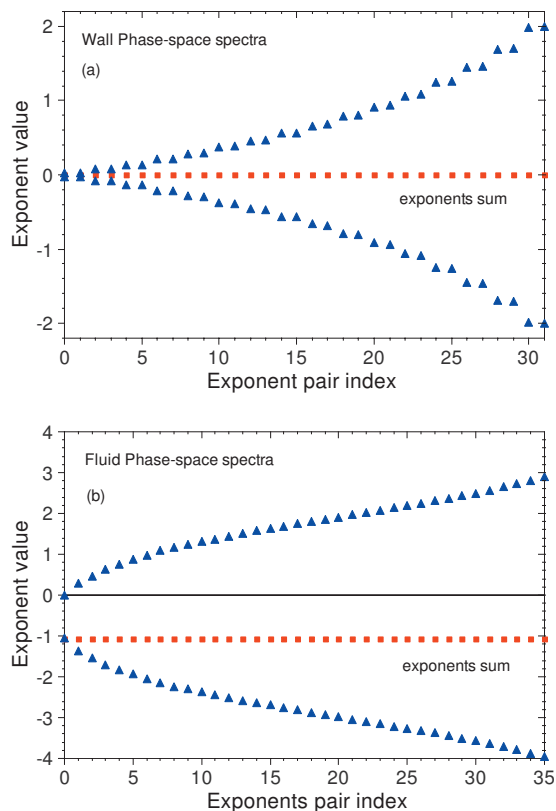 Wall Phase-space spectra
(a)
2
1
0
-1
-2
Exponent value
exponents sum
0 5 10 15 20 25 30
Exponent pair index
Fluid Phase-space spectra
(b)
4
3
2
1
0
-1
-2
-3
-4
Exponent value
exponents sum
0 5 10 15 20 25 30 35
Exponents pair index